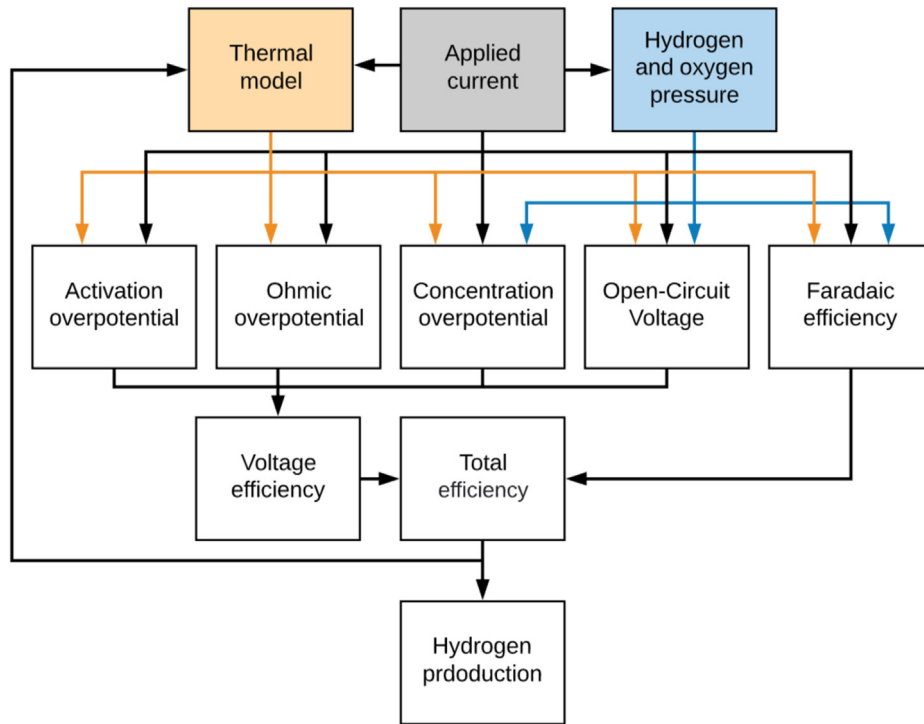 Thermal
model
Applied
current
Hydrogen
and oxygen
pressure
Activation
overpotential
Ohmic
overpotential
Concentration
overpotential
Open-Circuit
Voltage
Faradaic
efficiency
Voltage
efficiency
Total
efficiency
Hydrogen
prdoduction